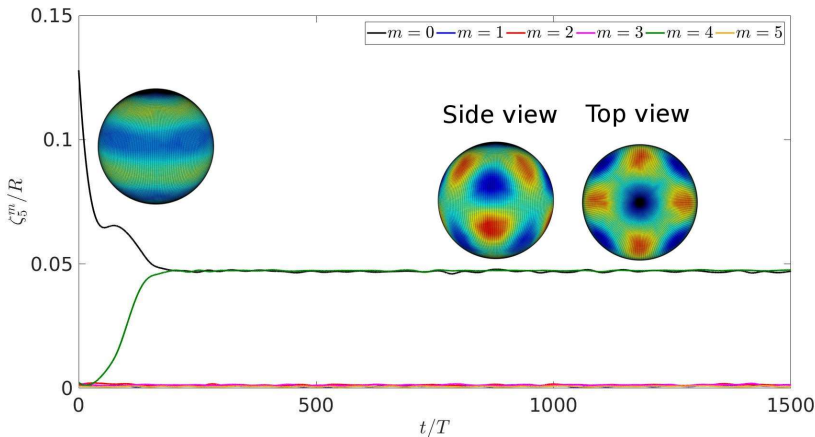 0.15
m = 0 m = 1 m = 2 m = 3 m = 4 m = 5
Side view Top view
0.1
ζ₅ᵐ/R
0.05
0
0 500 1000 1500
t/T